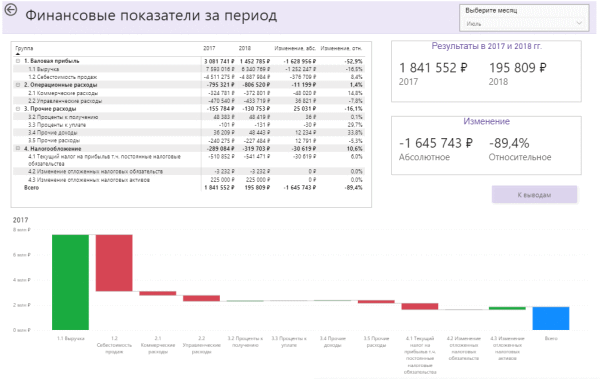 Финансовые показатели за период
Выберите месяц
Июль
Группа 2017 2018 Изменение, абс. Изменение, отн.
1. Валовая прибыль 3 081 741 ₽ 1 452 785 ₽ -1 628 956 ₽ -52,9%
1.1 Выручка 7 593 016 ₽ 6 340 769 ₽ -1 252 247 ₽ -16,5%
1.2 Себестоимость продаж -4 511 275 ₽ -4 887 984 ₽ -376 709 ₽ 8,4%
2. Операционные расходы -795 321 ₽ -806 520 ₽ -11 199 ₽ 1,4%
2.1 Коммерческие расходы -324 781 ₽ -372 801 ₽ -48 020 ₽ 14,8%
2.2 Управленческие расходы -470 540 ₽ -433 719 ₽ 36 821 ₽ -7,8%
3. Прочие расходы -155 784 ₽ -130 753 ₽ 25 031 ₽ -16,1%
3.2 Проценты к получению 48 383 ₽ 48 419 ₽ 36 ₽ 0,1%
3.3 Проценты к уплате -101 ₽ -131 ₽ -30 ₽ 29,7%
3.4 Прочие доходы 36 209 ₽ 48 443 ₽ 12 234 ₽ 33,8%
3.5 Прочие расходы -240 275 ₽ -227 484 ₽ 12 791 ₽ -5,3%
4. Налогообложение -289 084 ₽ -319 703 ₽ -30 619 ₽ 10,6%
4.1 Текущий налог на прибыль т.ч. постоянные налоговые -510 852 ₽ -541 471 ₽ -30 619 ₽ 6,0%
обязательства
4.2 Изменение отложенных налоговых обязательств -3 232 ₽ -3 232 ₽ 0 ₽ 0,0%
4.3 Изменение отложенных налоговых активов 225 000 ₽ 225 000 ₽ 0 ₽ 0,0%
Всего 1 841 552 ₽ 195 809 ₽ -1 645 743 ₽ -89,4%
Результаты в 2017 и 2018 гг.
1 841 552 ₽ 195 809 ₽
2017 2018
Изменение
-1 645 743 ₽ -89,4%
Абсолютное Относительное
К выводам
2017
8 млн ₽
6 млн ₽
4 млн ₽
2 млн ₽
0 млн ₽
1.1 Выручка 1.2 2.1 2.2 3.2 Проценты к 3.3 Проценты к 3.4 Прочие 3.5 Прочие 4.1 Текущий 4.2 Изменение 4.3 Изменение Всего
Себестоимость Коммерческие Управленческие получению уплате доходы расходы налог на отложенных отложенных
продаж расходы расходы прибыль т.ч. налоговых налоговых
постоянные обязательств активов
налоговые
обязательства